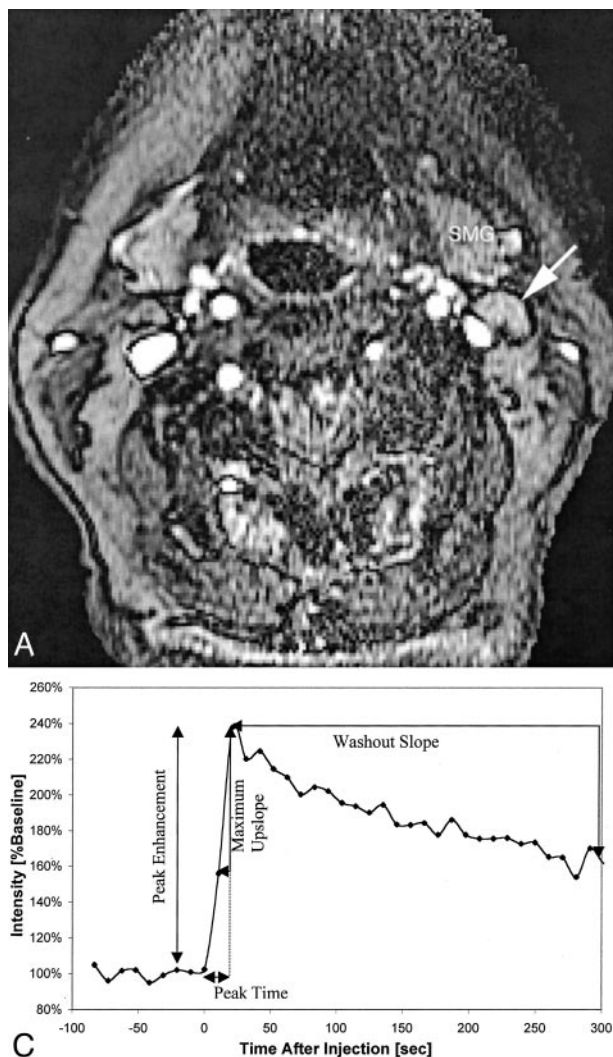 SMG
A
260%
240%
220%
200%
180%
160%
140%
120%
100%
80%
Intensity [%Baseline]
Peak Enhancement
Maximum
Upslope
Washout Slope
Peak Time
-100 -50 0 50 100 150 200 250 300
Time After Injection [sec]
C